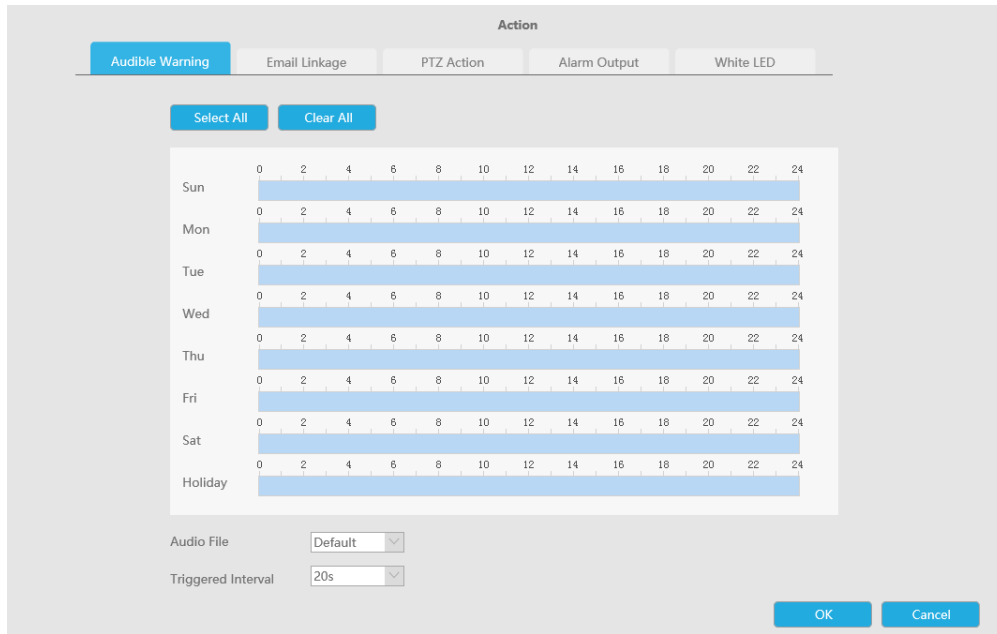 Action
Audible Warning Email Linkage PTZ Action Alarm Output White LED
Select All Clear All
0 2 4 6 8 10 12 14 16 18 20 22 24
Sun
0 2 4 6 8 10 12 14 16 18 20 22 24
Mon
0 2 4 6 8 10 12 14 16 18 20 22 24
Tue
0 2 4 6 8 10 12 14 16 18 20 22 24
Wed
0 2 4 6 8 10 12 14 16 18 20 22 24
Thu
0 2 4 6 8 10 12 14 16 18 20 22 24
Fri
0 2 4 6 8 10 12 14 16 18 20 22 24
Sat
0 2 4 6 8 10 12 14 16 18 20 22 24
Holiday
Audio File Default
Triggered Interval 20s
OK Cancel